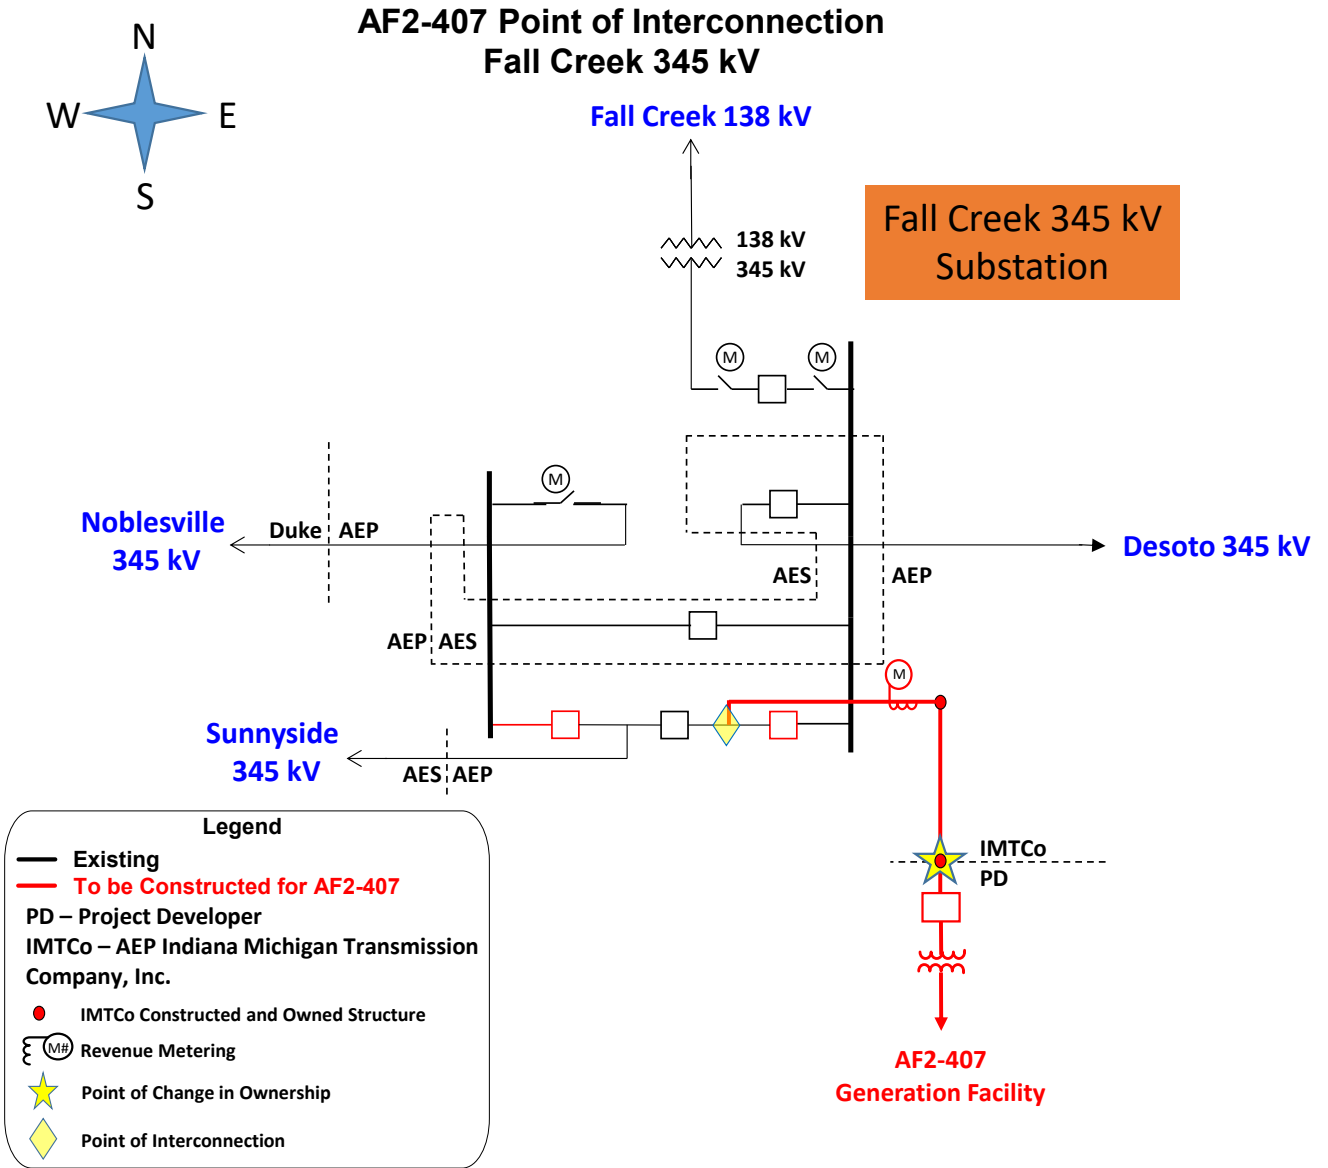 AF2-407 Point of Interconnection
Fall Creek 345 kV
N
W
E
S
Fall Creek 138 kV
Fall Creek 345 kV
Substation
138 kV
345 kV
M
M
M
Noblesville
345 kV
Duke
AEP
Desoto 345 kV
AES
AEP
AEP
AES
M
Sunnyside
345 kV
AES
AEP
IMTCo
PD
AF2-407
Generation Facility
Legend
Existing
To be Constructed for AF2-407
PD – Project Developer
IMTCo – AEP Indiana Michigan Transmission
Company, Inc.
IMTCo Constructed and Owned Structure
M#
Revenue Metering
Point of Change in Ownership
Point of Interconnection